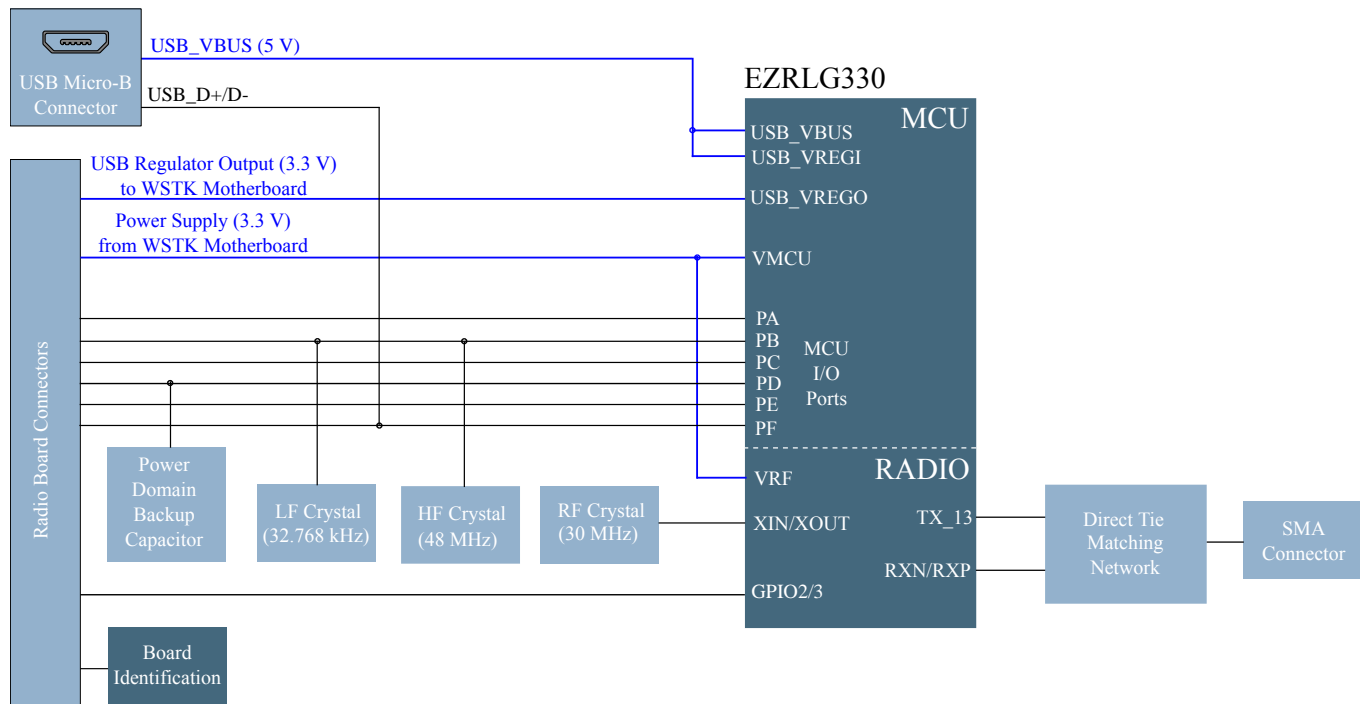 USB Micro-B
Connector
USB_VBUS (5 V)
USB_D+/D-
USB Regulator Output (3.3 V)
to WSTK Motherboard
Power Supply (3.3 V)
from WSTK Motherboard
Radio Board Connectors
EZRLG330
MCU
USB_VBUS
USB_VREGI
USB_VREGO
VMCU
PA
PB
PC
PD
PE
PF
MCU
I/O
Ports
RADIO
VRF
XIN/XOUT
GPIO2/3
TX_13
RXN/RXP
Power
Domain
Backup
Capacitor
LF Crystal
(32.768 kHz)
HF Crystal
(48 MHz)
RF Crystal
(30 MHz)
Direct Tie
Matching
Network
SMA
Connector
Board
Identification